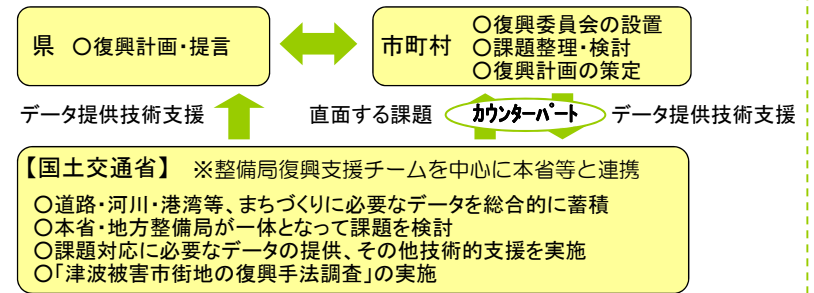 県 〇復興計画・提言
市町村
〇復興委員会の設置
〇課題整理・検討
〇復興計画の策定
データ提供技術支援
直面する課題
カウンターパート
データ提供技術支援
【国土交通省】 ※整備局復興支援チームを中心に本省等と連携
〇道路・河川・港湾等、まちづくりに必要なデータを総合的に蓄積
〇本省・地方整備局が一体となって課題を検討
〇課題対応に必要なデータの提供、その他技術的支援を実施
〇「津波被害市街地の復興手法調査」の実施